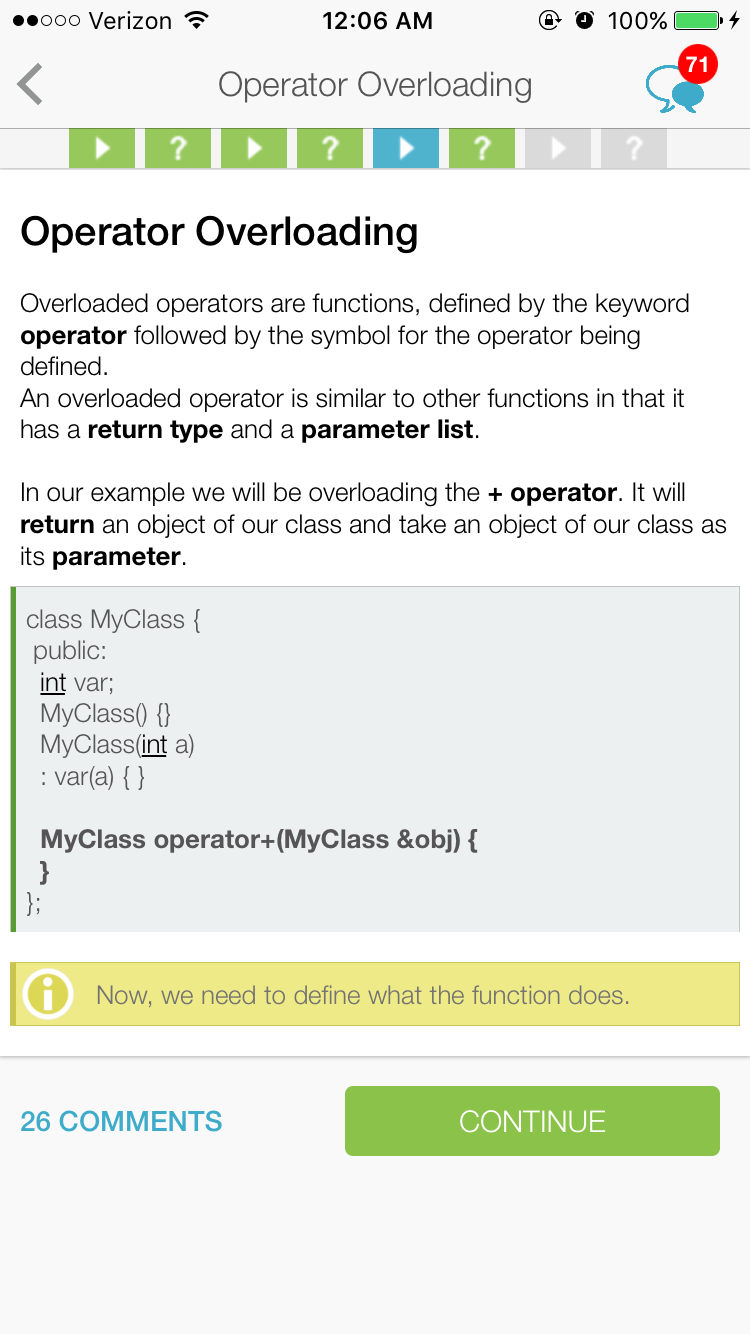 Verizon 12:06 AM 100%
Operator Overloading 71
? ? ? ?
Operator Overloading
Overloaded operators are functions, defined by the keyword
operator followed by the symbol for the operator being
defined.
An overloaded operator is similar to other functions in that it
has a return type and a parameter list.
In our example we will be overloading the + operator. It will
return an object of our class and take an object of our class as
its parameter.
class MyClass {
public:
int var;
MyClass() {}
MyClass(int a)
: var(a) { }
MyClass operator+(MyClass &obj) {
}
};
Now, we need to define what the function does.
26 COMMENTS CONTINUE